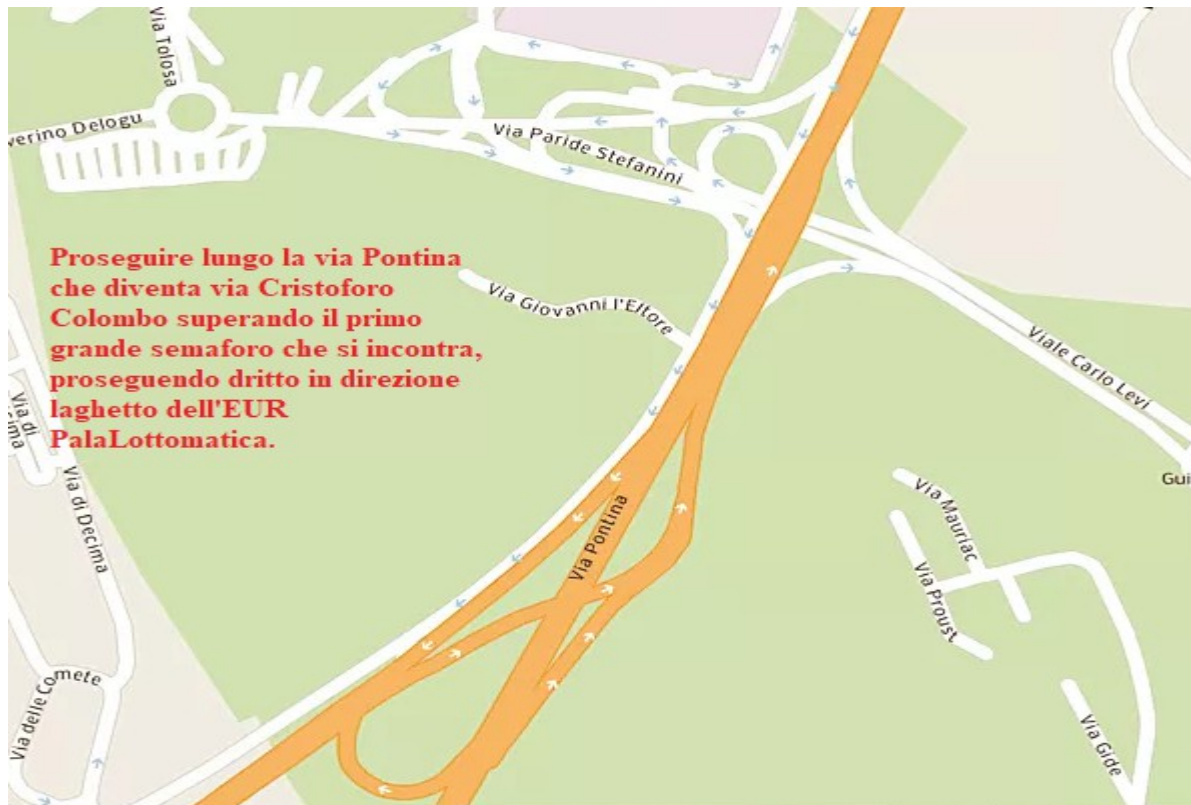 Via Tolosa
verino Delogu
Via Paride Stefanini
Proseguire lungo la via Pontina
che diventa via Cristoforo
Colombo superando il primo
grande semaforo che si incontra,
proseguendo dritto in direzione
laghetto dell'EUR
PalaLottomatica.
Via Giovanni l'Eltore
Viale Carlo Levi
Via di
Via di Decima
Gui
Via Mauriac
Via Pontina
Via Proust
Via delle Comete
Via Gide